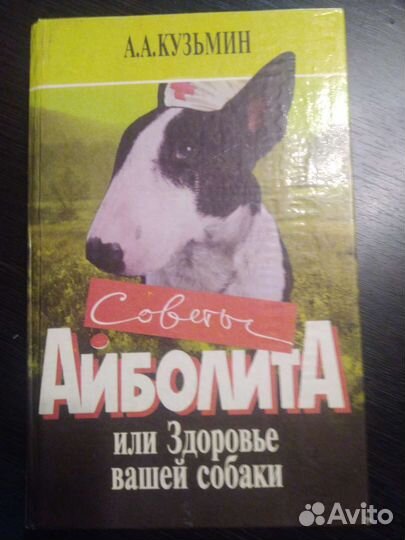 А.А.КУЗЬМИН
Советы
АЙБОЛИТА
или Здоровье
вашей собаки
Avito